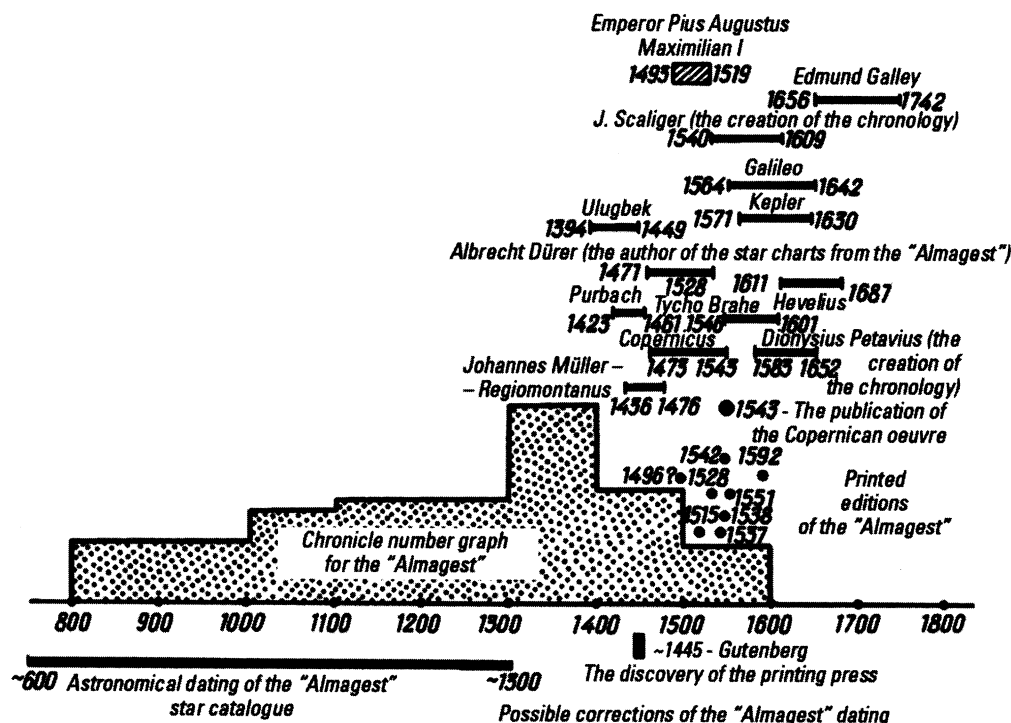 Emperor Pius Augustus
Maximilian I
1493 1519
Edmund Galley
1656 1742
J. Scaliger (the creation of the chronology)
1540 1609
Galileo
1564 1642
Ulugbek
1394 1449
Kepler
1571 1630
Albrecht Dürer (the author of the star charts from the "Almagest")
1471 1528
1611 1687
Hevelius
Purbach
1423 1461
Tycho Brahe
1546 1601
Copernicus
1473 1543
Dionysius Petavius (the
creation of
the chronology)
1583 1652
Johannes Müller –
– Regiomontanus
1436 1476
1543 - The publication of
the Copernican oeuvre
1542 1592
1496? 1528
1551
1515 1538
1537
Printed
editions
of the "Almagest"
Chronicle number graph
for the "Almagest"
800 900 1000 1100 1200 1300 1400 1500 1600 1700 1800
~1445 - Gutenberg
The discovery of the printing press
~600 Astronomical dating of the "Almagest" ~1300
star catalogue
Possible corrections of the "Almagest" dating